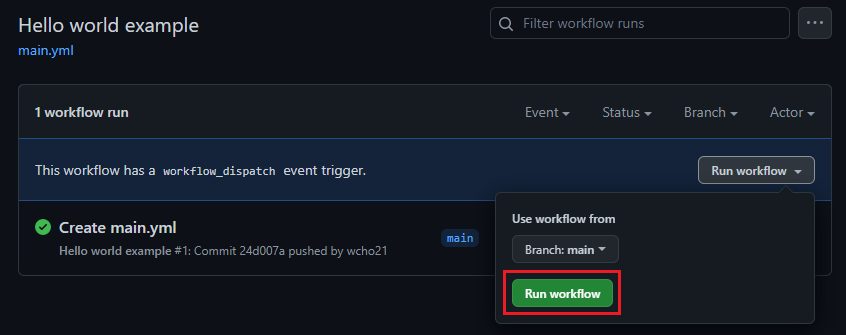 Hello world example
Filter workflow runs
main.yml
1 workflow run
Event
Status
Branch
Actor
This workflow has a workflow_dispatch event trigger.
Run workflow
Use workflow from
Branch: main
Run workflow
Create main.yml
main
Hello world example #1: Commit 24d007a pushed by wcho21